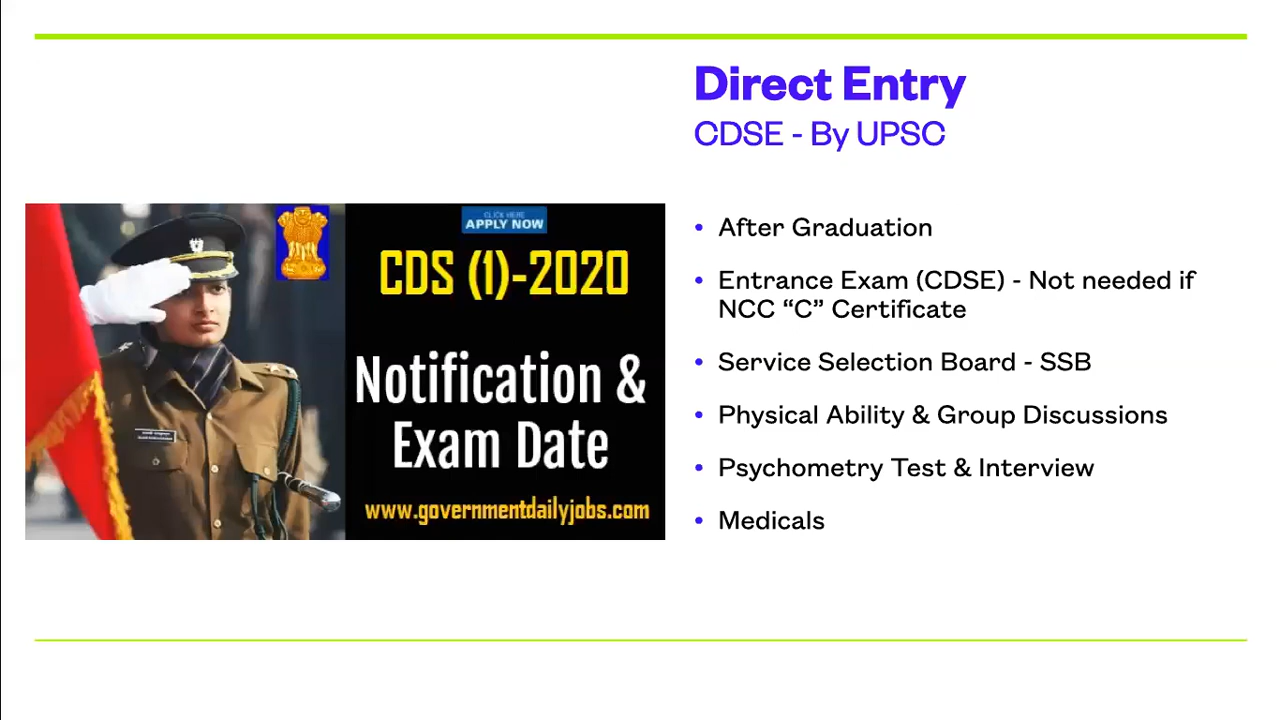 Direct Entry
CDSE - By UPSC
CLICK HERE
APPLY NOW
CDS (1)-2020
Notification &
Exam Date
www.governmentdailyjobs.com
• After Graduation
• Entrance Exam (CDSE) - Not needed if
NCC “C” Certificate
• Service Selection Board - SSB
• Physical Ability & Group Discussions
• Psychometry Test & Interview
• Medicals